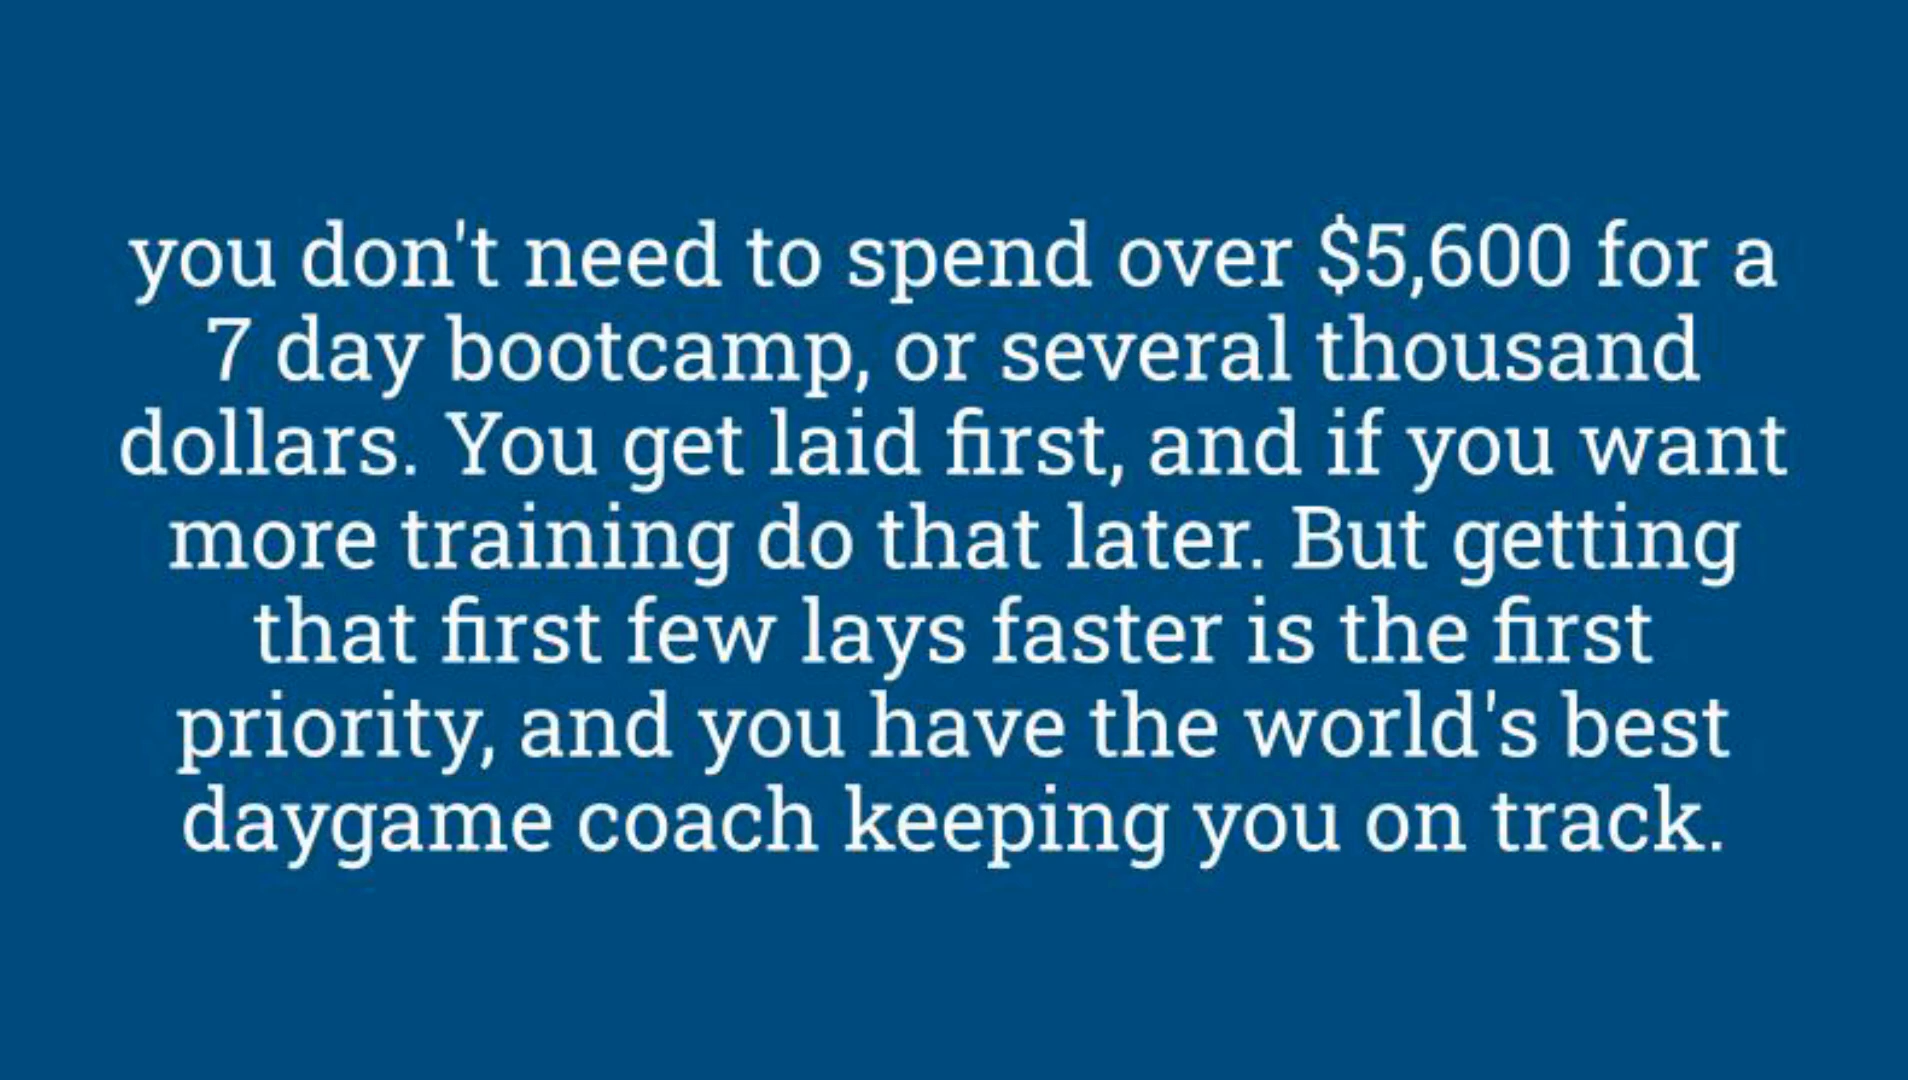 you don't need to spend over $5,600 for a
7 day bootcamp, or several thousand
dollars. You get laid first, and if you want
more training do that later. But getting
that first few lays faster is the first
priority, and you have the world's best
daygame coach keeping you on track.